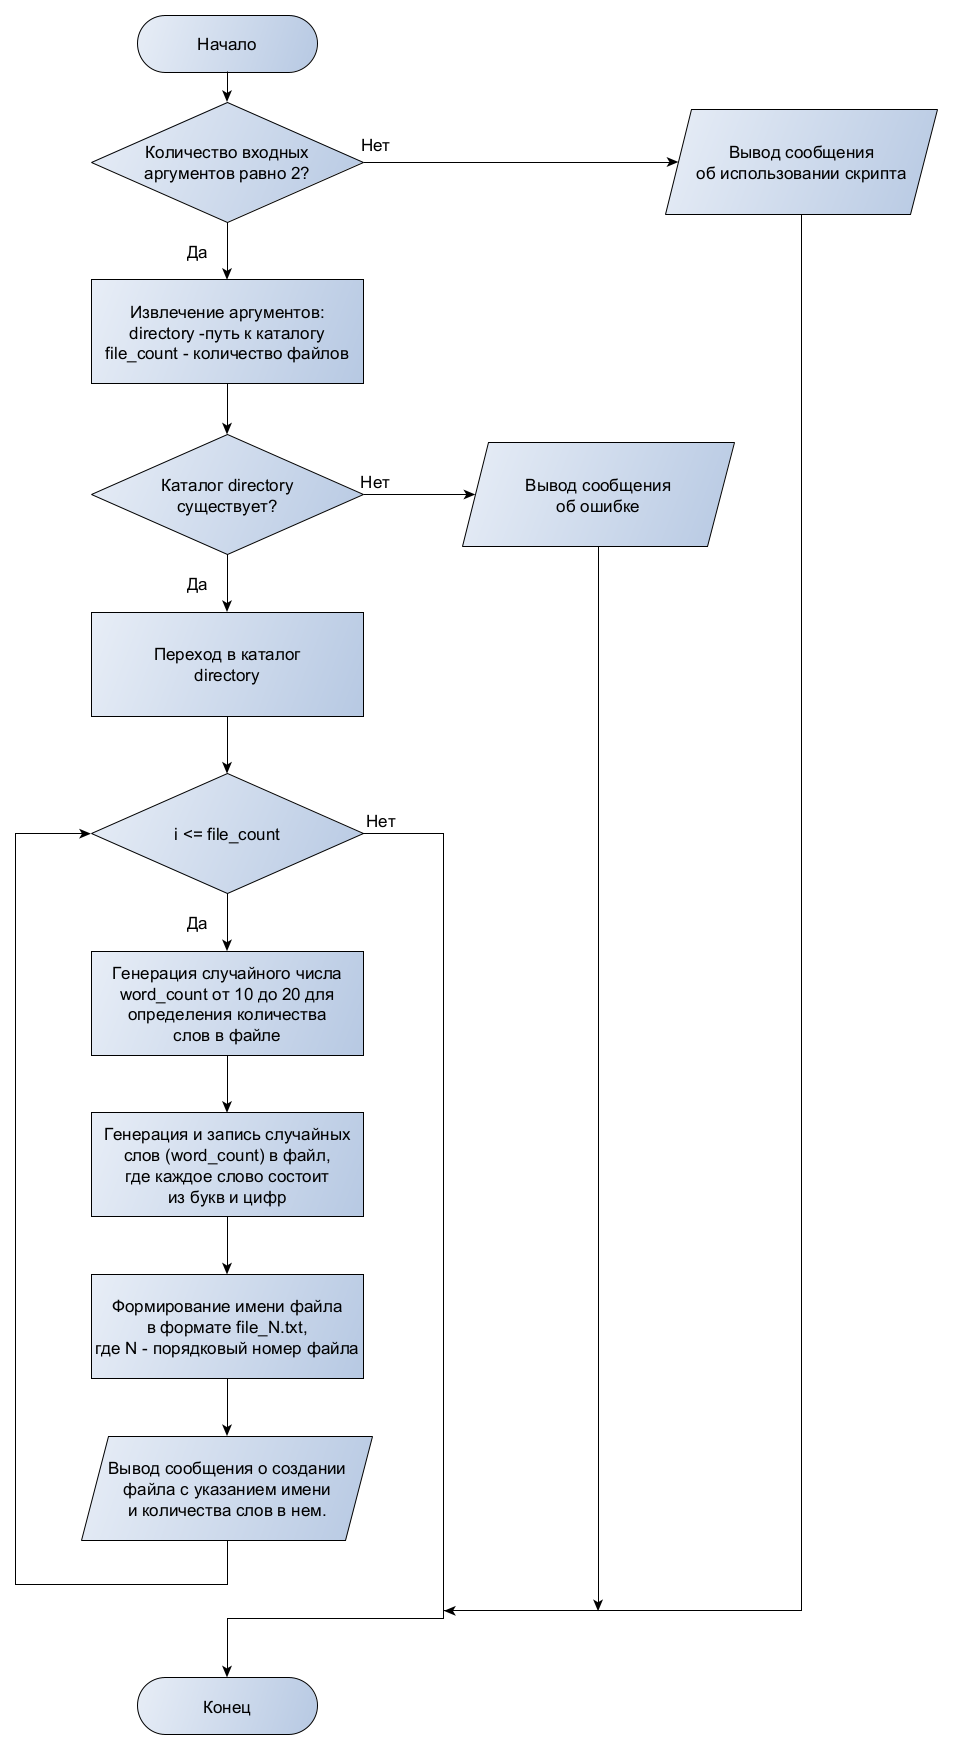 Начало
Количество входных
аргументов равно 2?
Нет
Вывод сообщения
об использовании скрипта
Да
Извлечение аргументов:
directory -путь к каталогу
file_count - количество файлов
Каталог directory
существует?
Нет
Вывод сообщения
об ошибке
Да
Переход в каталог
directory
i <= file_count
Нет
Да
Генерация случайного числа
word_count от 10 до 20 для
определения количества
слов в файле
Генерация и запись случайных
слов (word_count) в файл,
где каждое слово состоит
из букв и цифр
Формирование имени файла
в формате file_N.txt,
где N - порядковый номер файла
Вывод сообщения о создании
файла с указанием имени
и количества слов в нем.
Конец